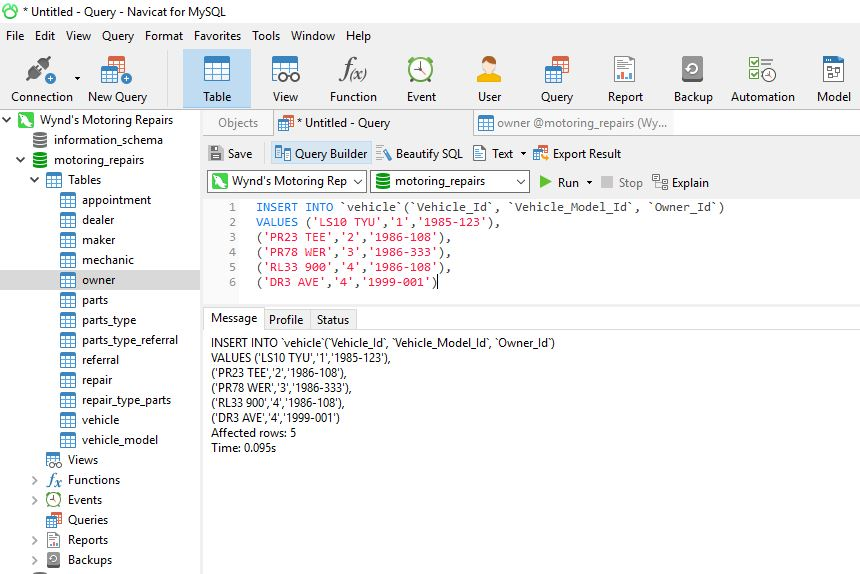 * Untitled - Query - Navicat for MySQL
File Edit View Query Format Favorites Tools Window Help
Connection New Query Table View Function Event User Query Report Backup Automation Model
Wynd's Motoring Repairs
information_schema
motoring_repairs
Tables
appointment
dealer
maker
mechanic
owner
parts
parts_type
parts_type_referral
referral
repair
repair_type_parts
vehicle
vehicle_model
Views
Functions
Events
Queries
Reports
Backups
Objects * Untitled - Query owner @motoring_repairs (Wy...
Save Query Builder Beautify SQL Text Export Result
Wynd's Motoring Rep motoring_repairs Run Stop Explain
1 INSERT INTO `vehicle`(`Vehicle_Id`, `Vehicle_Model_Id`, `Owner_Id`)
2 VALUES ('LS10 TYU','1','1985-123'),
3 ('PR23 TEE','2','1986-108'),
4 ('PR78 WER','3','1986-333'),
5 ('RL33 900','4','1986-108'),
6 ('DR3 AVE','4','1999-001')
Message Profile Status
INSERT INTO `vehicle`(`Vehicle_Id`, `Vehicle_Model_Id`, `Owner_Id`)
VALUES ('LS10 TYU','1','1985-123'),
('PR23 TEE','2','1986-108'),
('PR78 WER','3','1986-333'),
('RL33 900','4','1986-108'),
('DR3 AVE','4','1999-001')
Affected rows: 5
Time: 0.095s